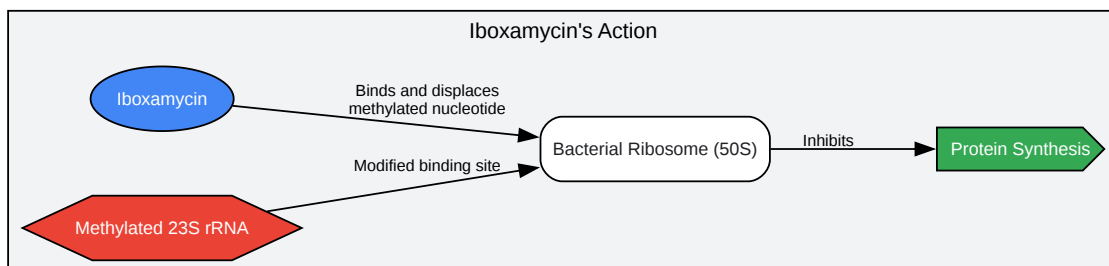 Iboxamycin's Action
Iboxamycin
Binds and displaces
methylated nucleotide
Bacterial Ribosome (50S)
Inhibits
Protein Synthesis
Modified binding site
Methylated 23S rRNA